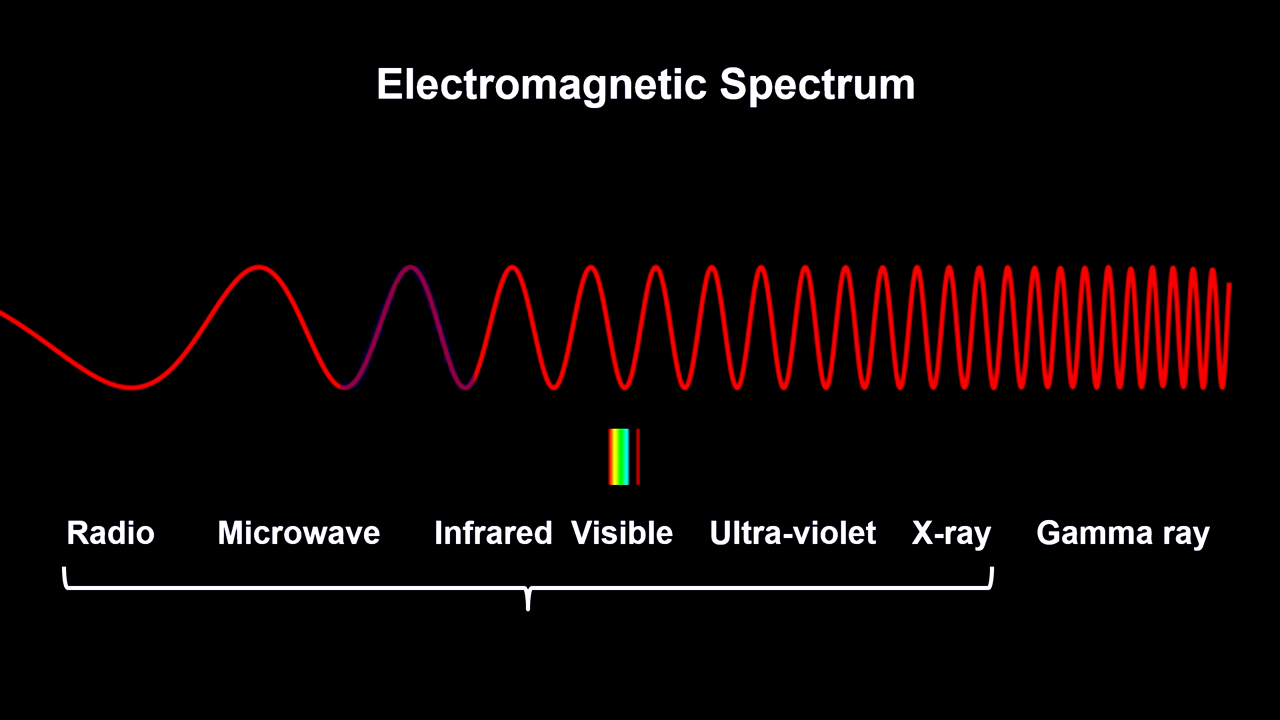 Electromagnetic Spectrum
Radio Microwave Infrared Visible Ultra-violet X-ray Gamma ray